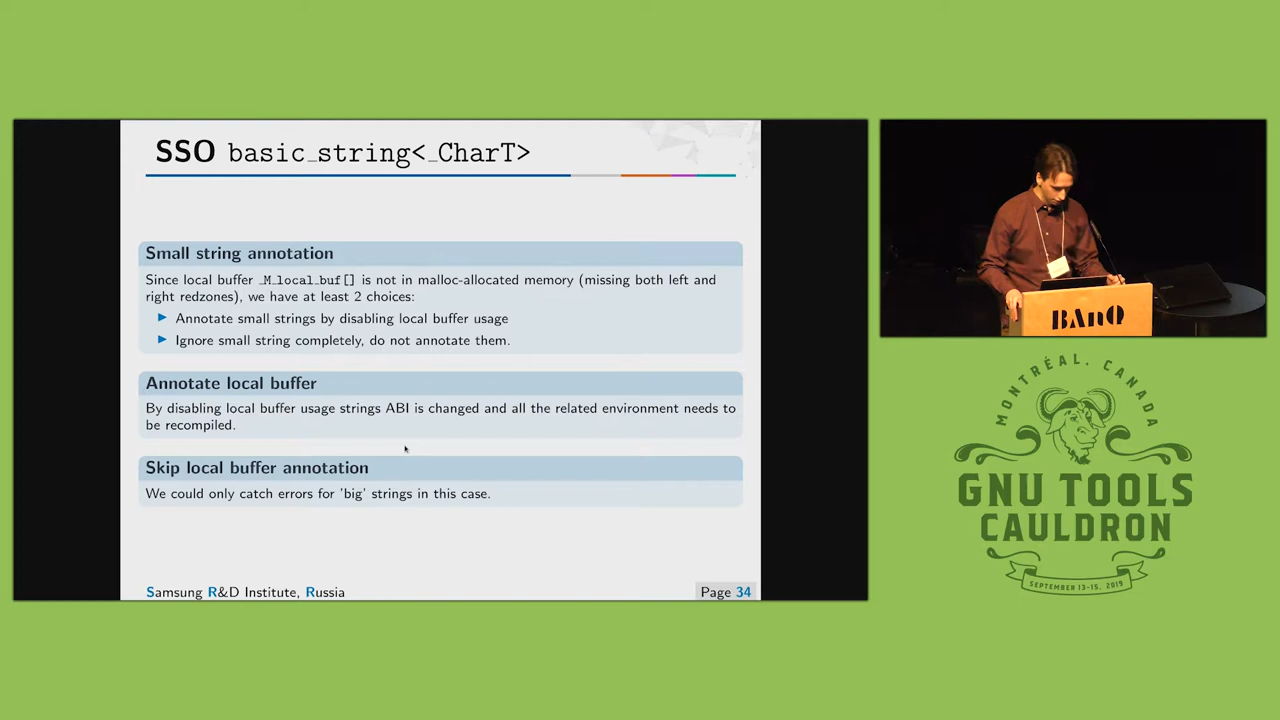 SSO basic_string<_CharT>
Small string annotation
Since local buffer _M_local_buf[] is not in malloc-allocated memory (missing both left and
right redzones), we have at least 2 choices:
Annotate small strings by disabling local buffer usage
Ignore small string completely, do not annotate them.
Annotate local buffer
By disabling local buffer usage strings ABI is changed and all the related environment needs to
be recompiled.
Skip local buffer annotation
We could only catch errors for 'big' strings in this case.
Samsung R&D Institute, Russia
Page 34
BAnQ
MONTRÉAL, CANADA
GNU TOOLS
CAULDRON
SEPTEMBER 13-15, 2019